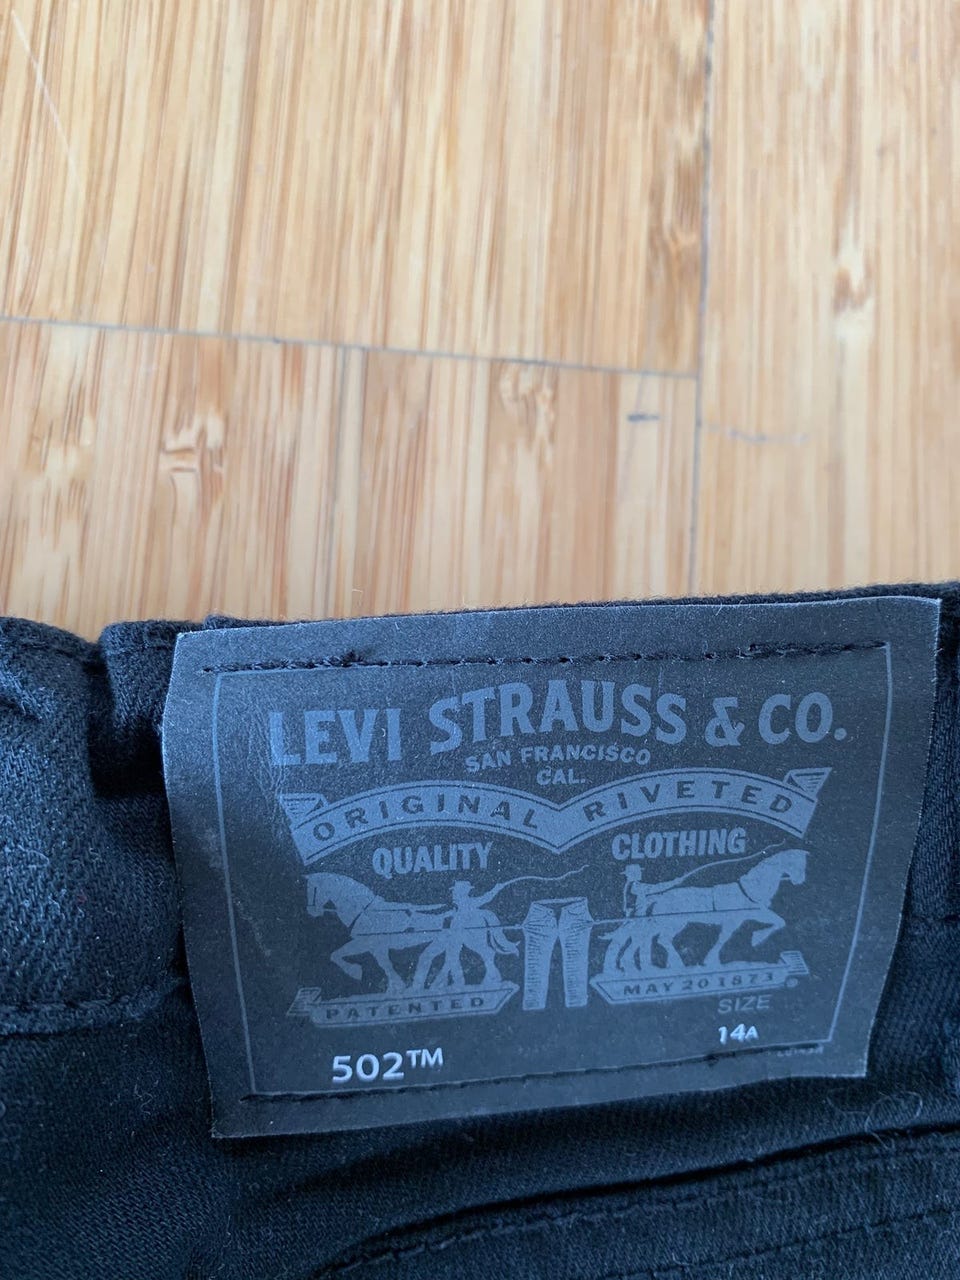 LEVI STRAUSS & CO.
SAN FRANCISCO
CAL.
ORIGINAL RIVETED
QUALITY CLOTHING
PATENTED MAY 20 1873
SIZE
502™ 14A